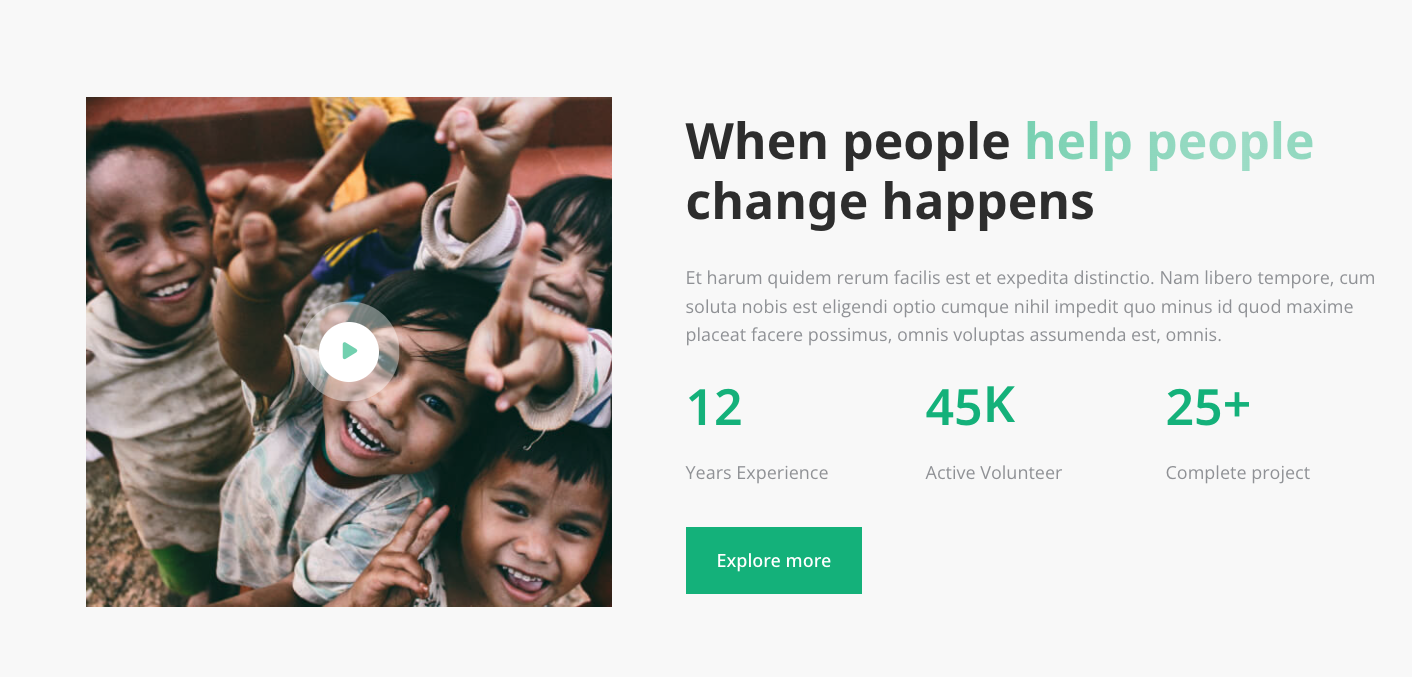 When people help people
change happens
Et harum quidem rerum facilis est et expedita distinctio. Nam libero tempore, cum
soluta nobis est eligendi optio cumque nihil impedit quo minus id quod maxime
placeat facere possimus, omnis voluptas assumenda est, omnis.
12 45K 25+
Years Experience Active Volunteer Complete project
Explore more